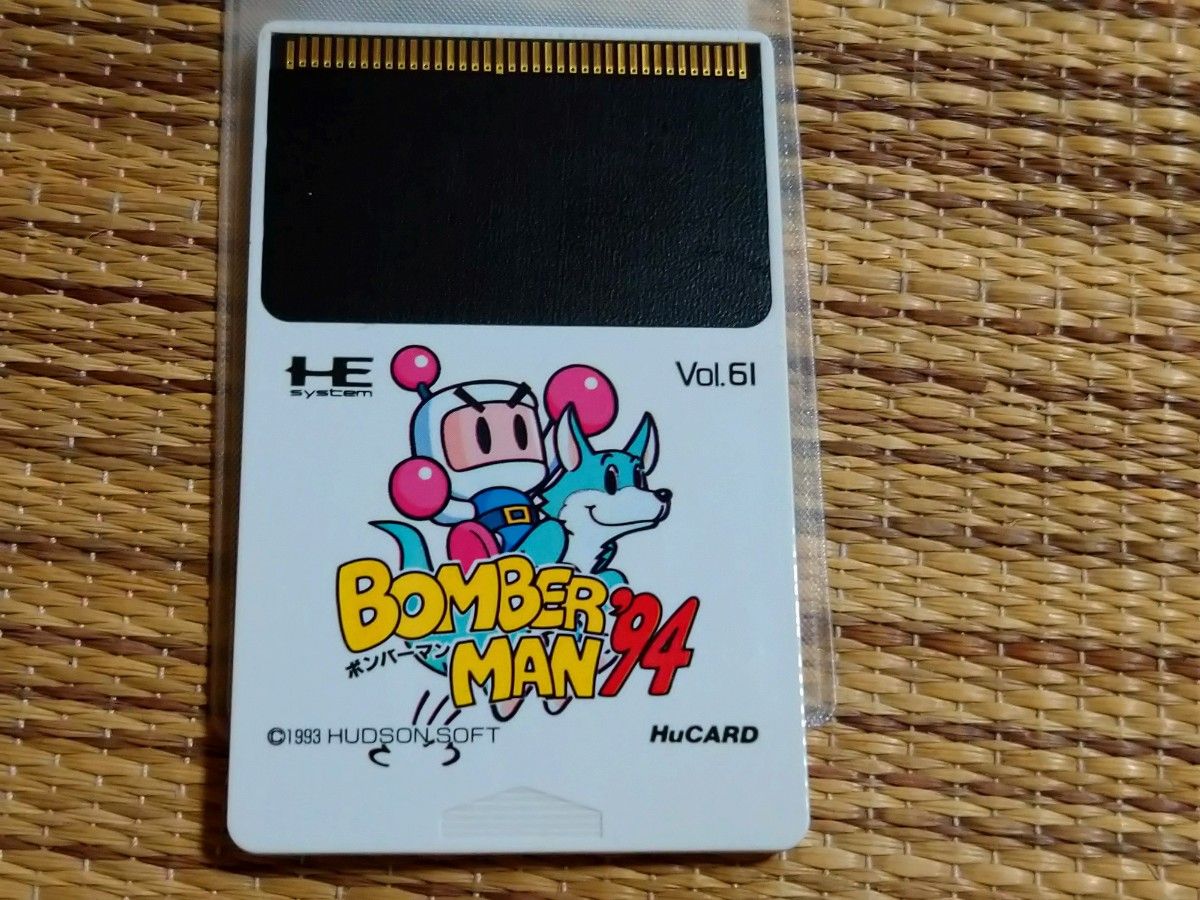 HE
system
Vol.61
BOMBER
MAN '94
ボンバーマン
©1993 HUDSON SOFT
HuCARD